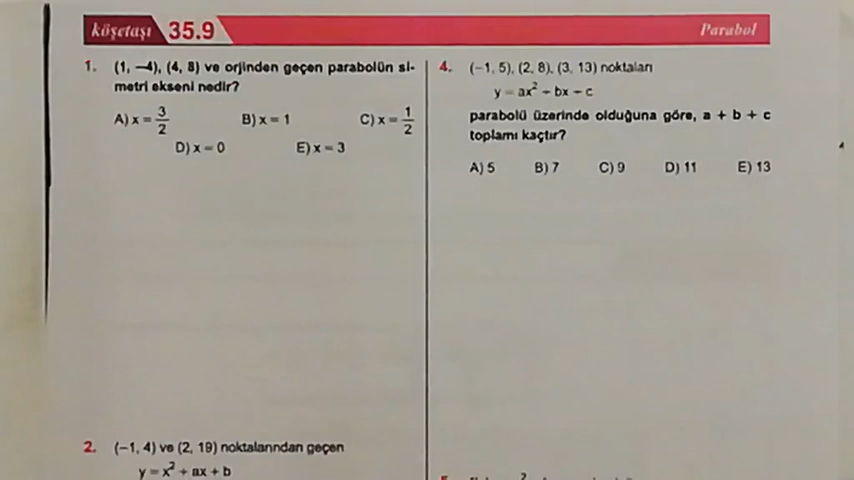 köşetaşı 35.9 Parabol
1. (1, –4), (4, 8) ve orjinden geçen parabolün si-
metri ekseni nedir?
A) x = 3/2 B) x = 1 C) x = 1/2
D) x = 0 E) x = 3
2. (–1, 4) ve (2, 19) noktalarından geçen
y = x² + ax + b
4. (–1, 5), (2, 8), (3, 13) noktaları
y = ax² + bx + c
parabolü üzerinde olduğuna göre, a + b + c
toplamı kaçtır?
A) 5 B) 7 C) 9 D) 11 E) 13